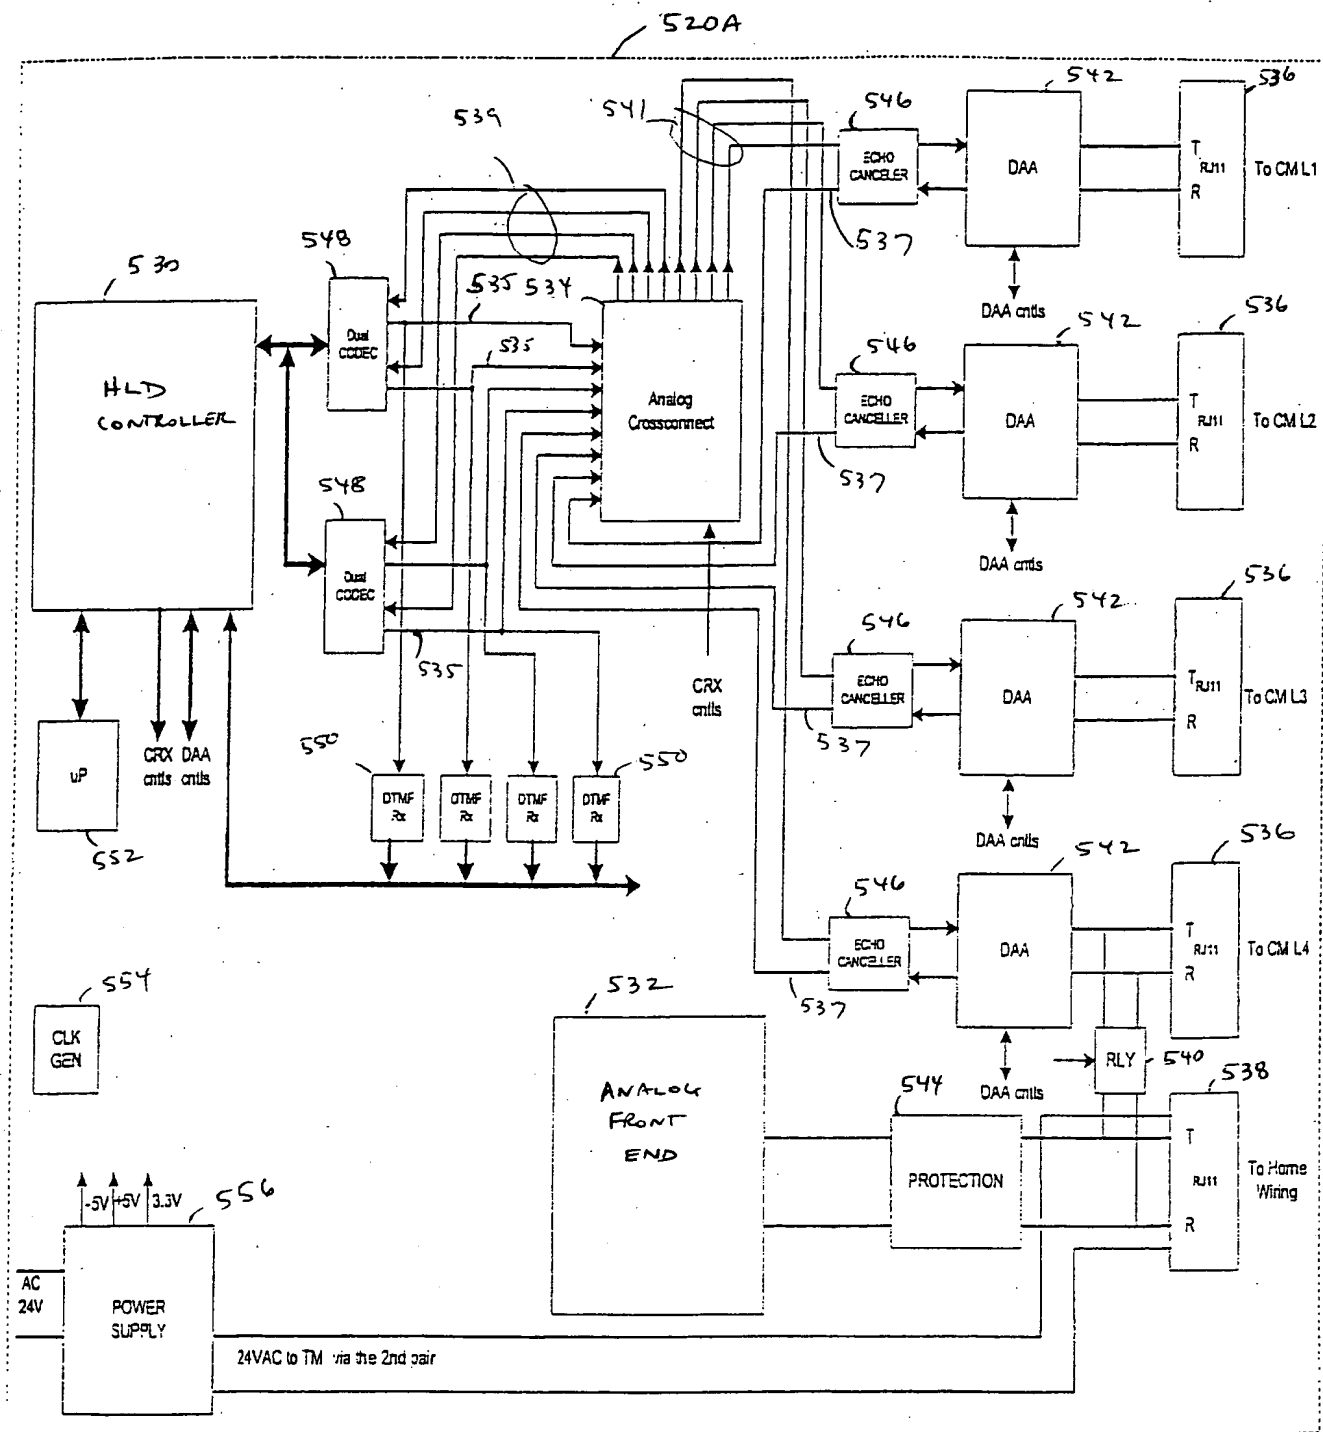 520A
542
536
546
541
539
ECHO
CANCELER
DAA
T
RJ11
R
To CM L1
537
DAA cntls
548
530
535
534
Dual
CODEC
HLD
CONTROLLER
535
Analog
Crossconnect
542
536
546
ECHO
CANCELLER
DAA
T
RJ11
R
To CM L2
537
DAA cntls
548
Dual
CODEC
535
CRX
cntls
542
536
546
ECHO
CANCELLER
DAA
T
RJ11
R
To CM L3
537
DAA cntls
uP
552
CRX
cntls
DAA
cntls
550
550
DTMF
Rx
DTMF
Rx
DTMF
Rx
DTMF
Rx
542
536
546
ECHO
CANCELLER
DAA
T
RJ11
R
To CM L4
537
DAA cntls
554
CLK
GEN
532
ANALOG
FRONT
END
RLY
540
538
544
PROTECTION
T
RJ11
R
To Home
Wiring
-5V
+5V
3.3V
556
AC
24V
POWER
SUPPLY
24VAC to TM via the 2nd pair